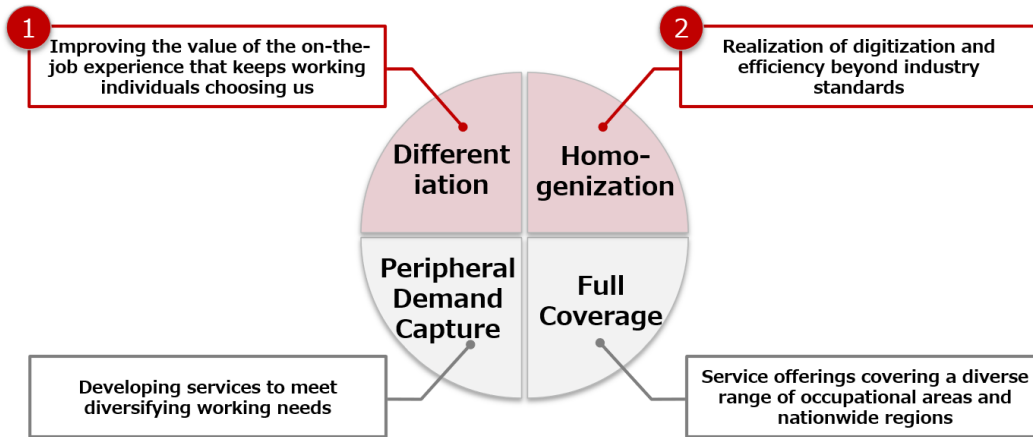 1
Improving the value of the on-the-
job experience that keeps working
individuals choosing us
2
Realization of digitization and
efficiency beyond industry
standards
Different
iation
Homo-
genization
Peripheral
Demand
Capture
Full
Coverage
Developing services to meet
diversifying working needs
Service offerings covering a diverse
range of occupational areas and
nationwide regions